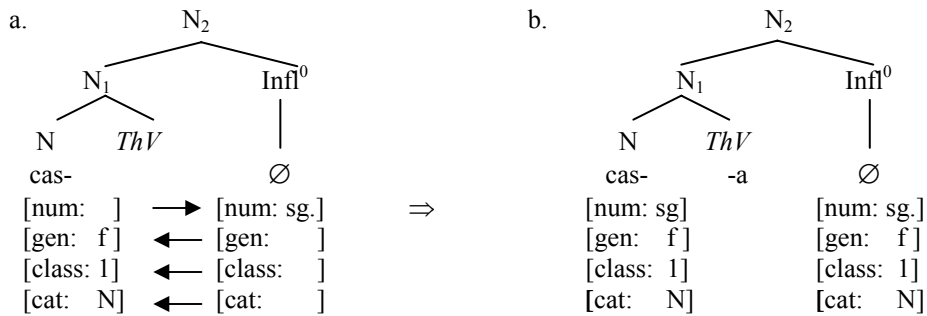 a. N₂ b. N₂
N₁ Infl⁰ N₁ Infl⁰
N ThV N ThV
cas- ∅ cas- -a ∅
[num: ] → [num: sg.] ⇒ [num: sg] [num: sg.]
[gen: f ] ← [gen: ] [gen: f ] [gen: f ]
[class: 1] ← [class: ] [class: 1] [class: 1]
[cat: N] ← [cat: ] [cat: N] [cat: N]